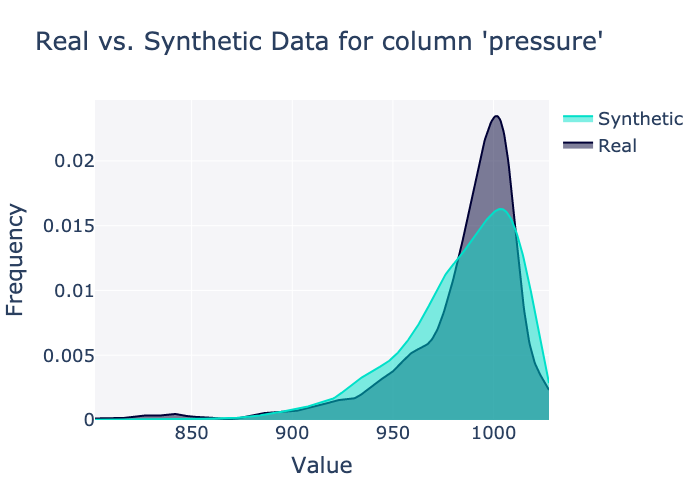 Real vs. Synthetic Data for column 'pressure'
Synthetic
Real
Frequency
0.02
0.015
0.01
0.005
0
850
900
950
1000
Value